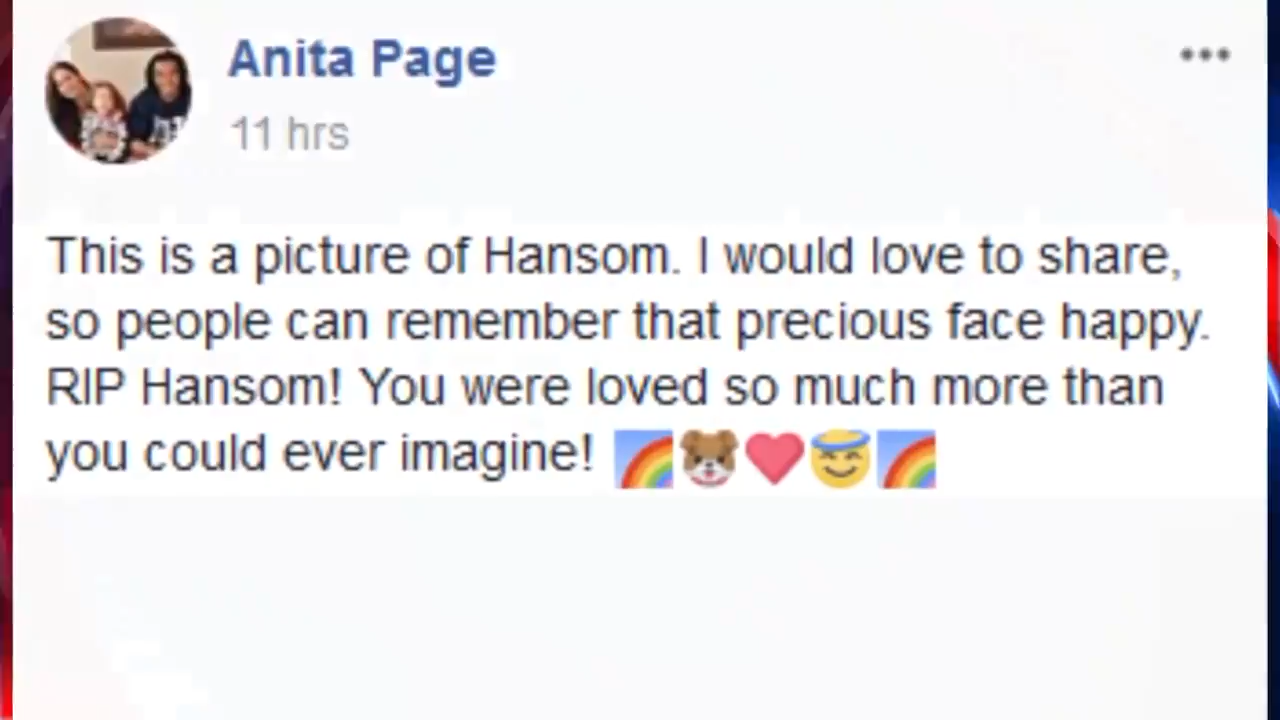 Anita Page
11 hrs
This is a picture of Hansom. I would love to share,
so people can remember that precious face happy.
RIP Hansom! You were loved so much more than
you could ever imagine! 🌈🐶❤️😇🌈